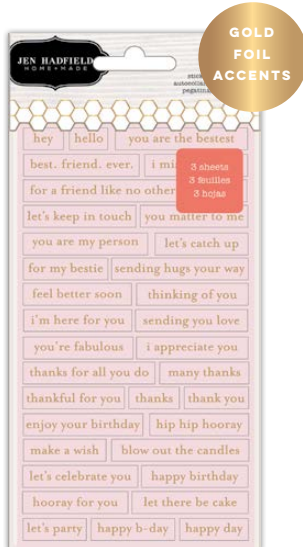 GOLD
FOIL
ACCENTS
JEN HADFIELD
HOME + MADE
hey hello you are the bestest
best. friend. ever. i
3 sheets
3 feuilles
3 hojas
for a friend like no other
let's keep in touch you matter to me
you are my person let's catch up
for my bestie sending hugs your way
feel better soon thinking of you
i'm here for you sending you love
you're fabulous i appreciate you
thanks for all you do many thanks
thankful for you thanks thank you
enjoy your birthday hip hip hooray
make a wish blow out the candles
let's celebrate you happy birthday
hooray for you let there be cake
let's party happy b-day happy day